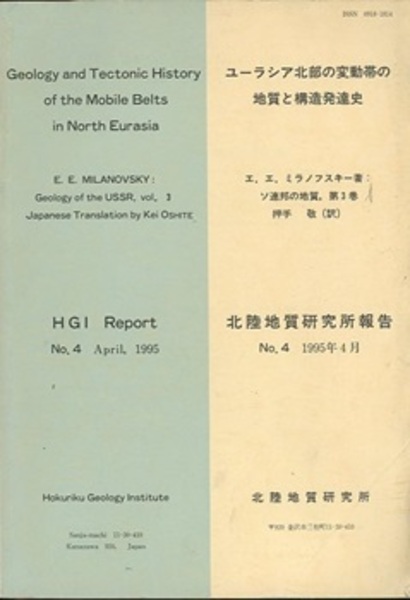 Geology and Tectonic History
of the Mobile Belts
in North Eurasia
E. E. MILANOVSKY:
Geology of the USSR, vol. 3
Japanese Translation by Kei OSHITE
HGI Report
No. 4 April, 1995
Hokuriku Geology Institute
Kanazawa Japan
ISSN
ユーラシア北部の変動帯の
地質と構造発達史
エ.エ.ミラノフスキー著:
ソ連邦の地質,第3巻
押手 敬(訳)
北陸地質研究所報告
No. 4 1995年4月
北陸地質研究所